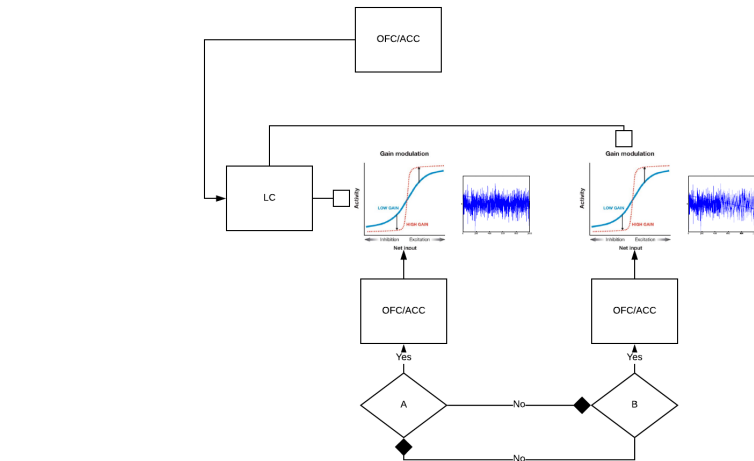 OFC/ACC
Gain modulation
Gain modulation
LC
Activity
LOW GAIN
HIGH GAIN
Inhibition Excitation
Net input
Activity
LOW GAIN
HIGH GAIN
Inhibition Excitation
Net input
OFC/ACC
OFC/ACC
Yes
Yes
A
No
B
No